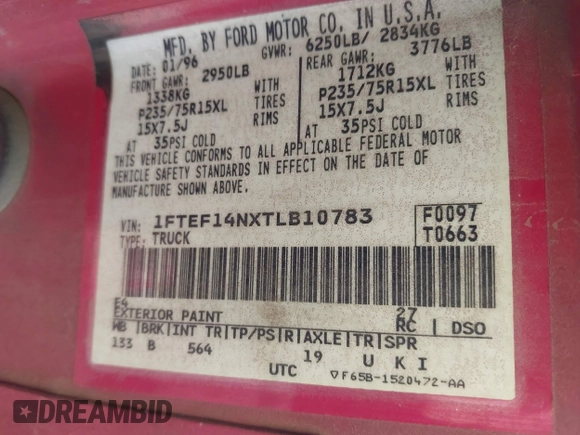 MFD. BY FORD MOTOR CO. IN U.S.A.
DATE: 01/96 GVWR: 6250LB/ 2834KG
FRONT GAWR: 2950LB REAR GAWR: 3776LB
1338KG WITH 1712KG WITH
P235/75R15XL TIRES P235/75R15XL TIRES
15X7.5J RIMS 15X7.5J RIMS
AT 35PSI COLD AT 35PSI COLD
THIS VEHICLE CONFORMS TO ALL APPLICABLE FEDERAL MOTOR
VEHICLE SAFETY STANDARDS IN EFFECT ON THE DATE OF
MANUFACTURE SHOWN ABOVE.
VIN: 1FTEF14NXTLB10783 F0097
TYPE: TRUCK T0663
E4 27
EXTERIOR PAINT RC DSO
WB BRK INT TR TP/PS R AXLE TR SPR
133 B 564 19 U K I
UTC ▽F65B-1520472-AA
DREAMBID